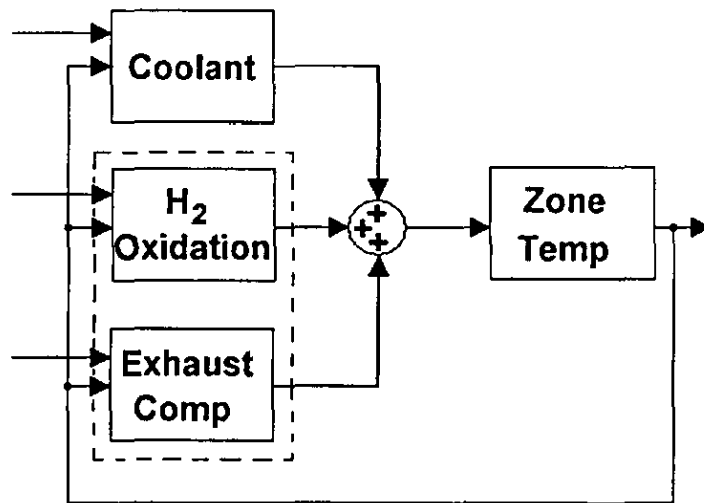 Coolant
H₂
Oxidation
+
+
+
Zone
Temp
Exhaust
Comp